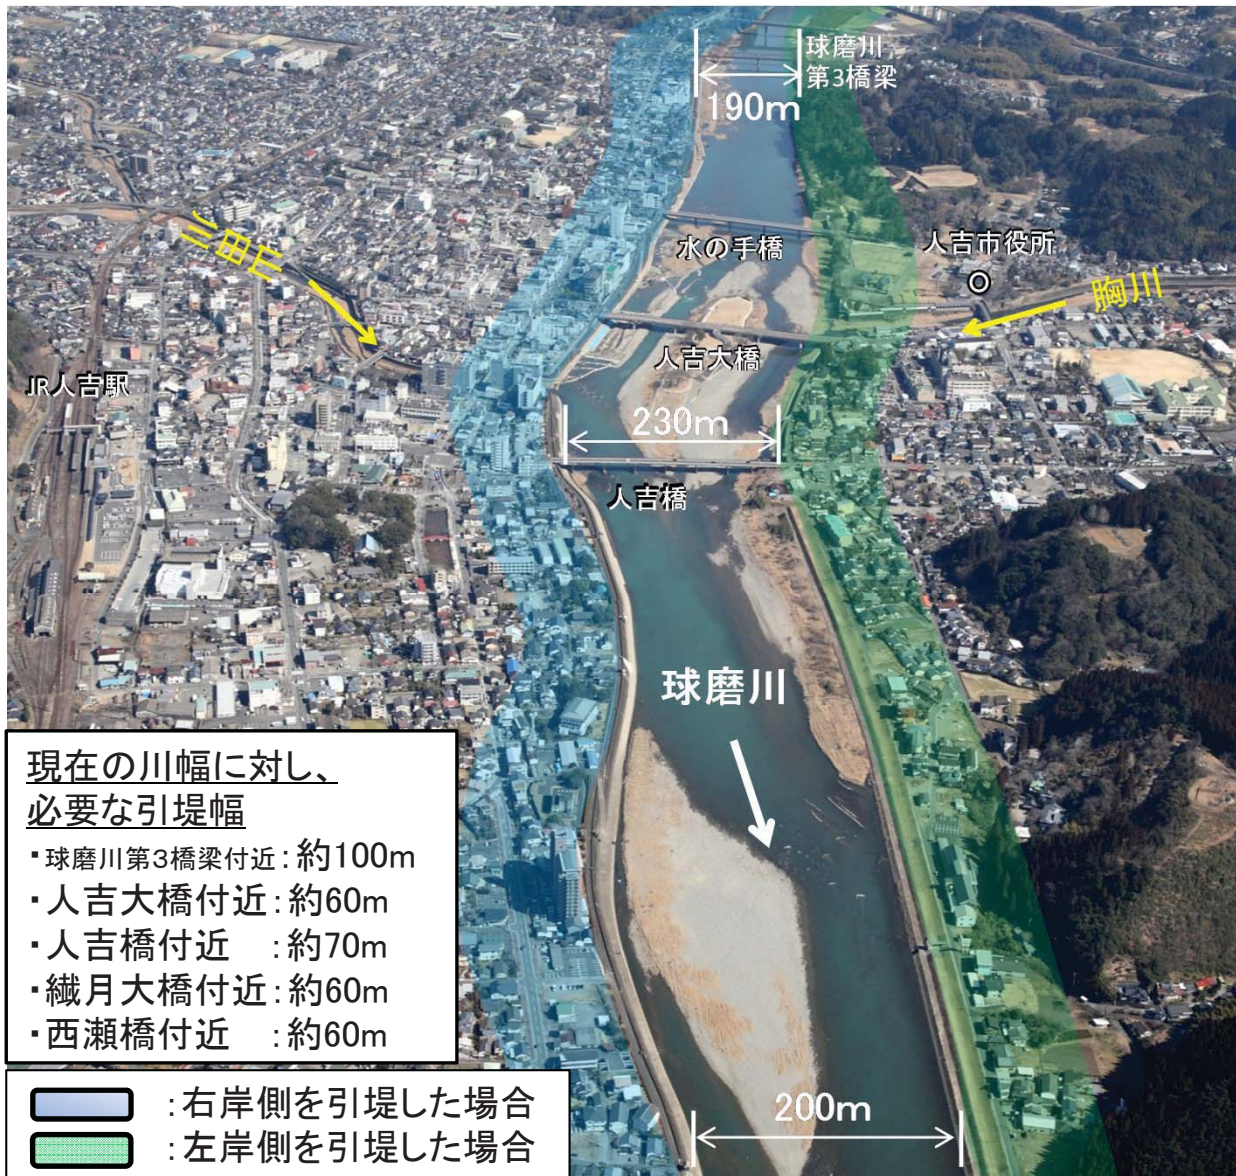 球磨川
第3橋梁
190m
水の手橋
人吉市役所
山田川
胸川
人吉大橋
JR人吉駅
230m
人吉橋
球磨川
現在の川幅に対し、
必要な引堤幅
・球磨川第3橋梁付近：約100m
・人吉大橋付近：約60m
・人吉橋付近　：約70m
・繊月大橋付近：約60m
・西瀬橋付近　：約60m
：右岸側を引堤した場合
：左岸側を引堤した場合
200m